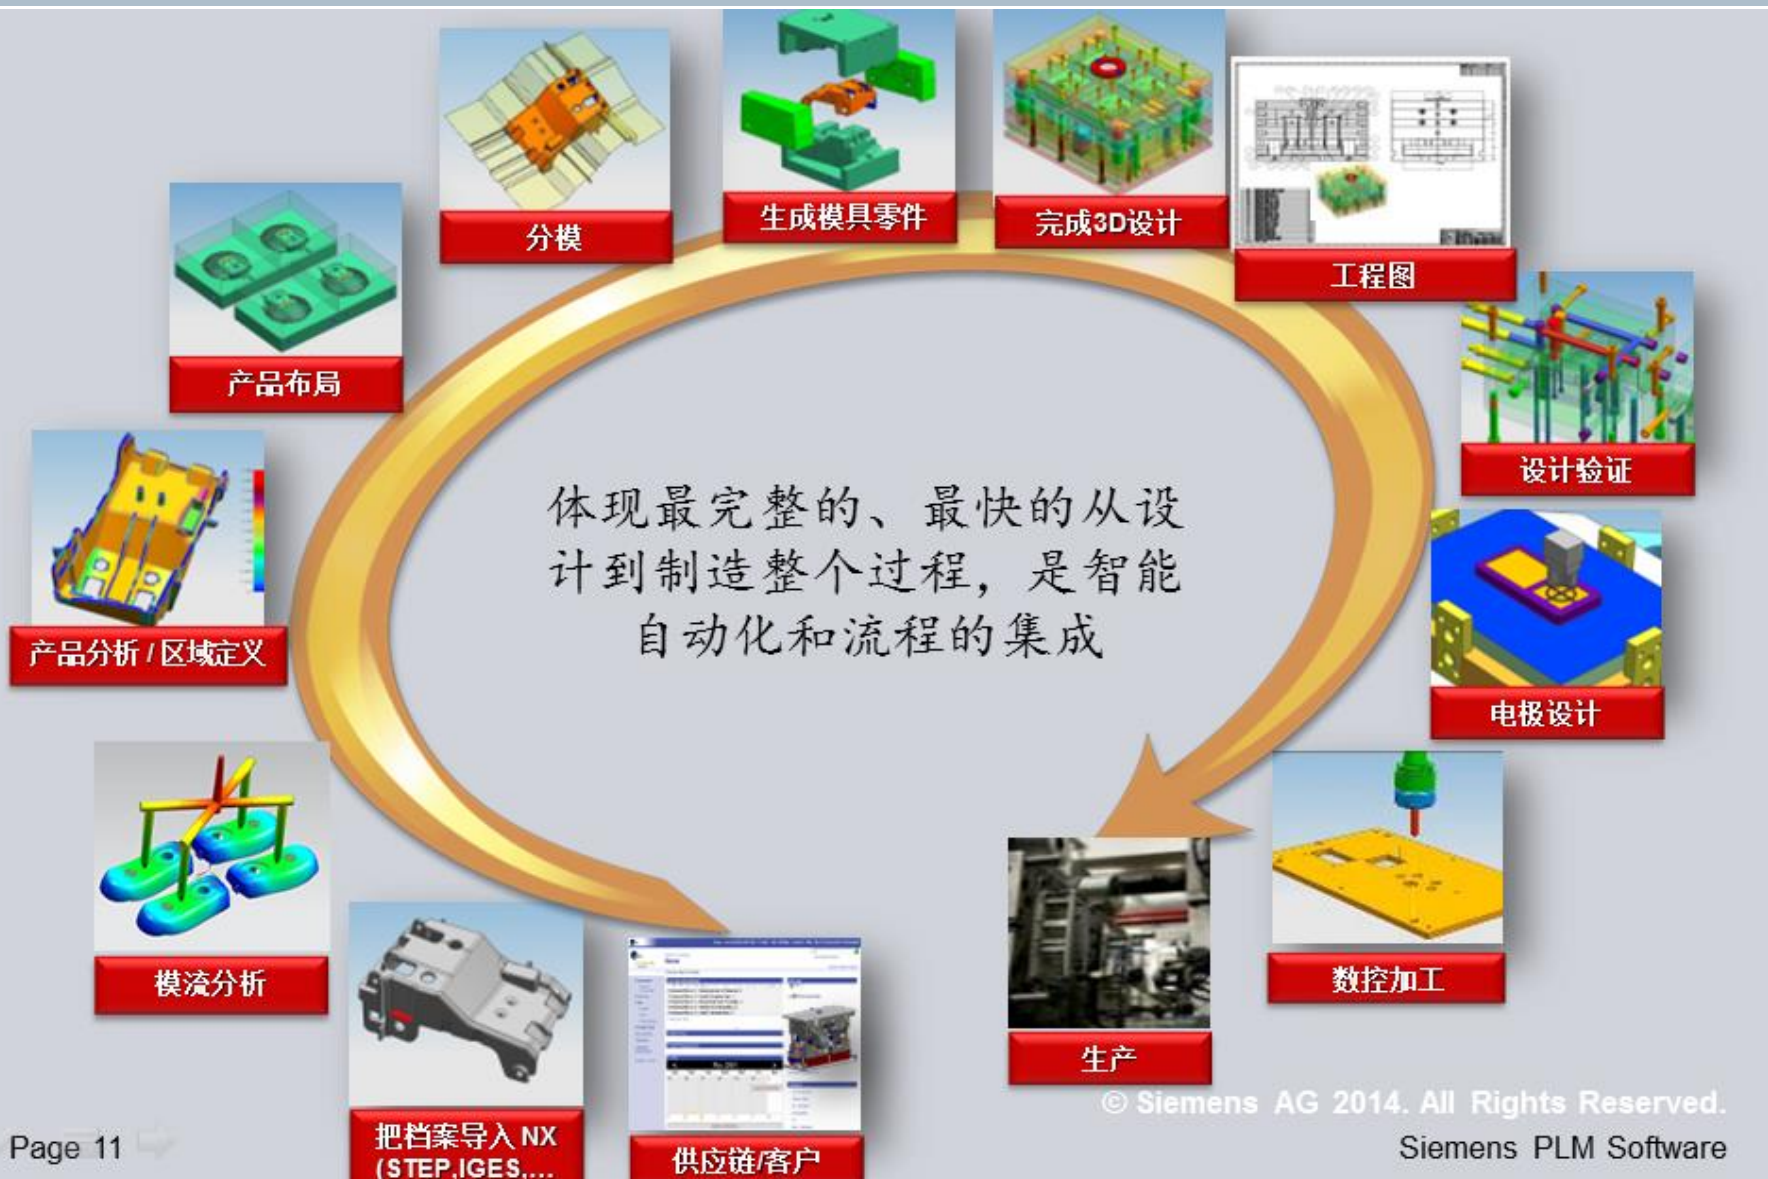 分模
生成模具零件
完成3D设计
工程图
产品布局
设计验证
体现最完整的、最快的从设
计到制造整个过程，是智能
自动化和流程的集成
产品分析 / 区域定义
电极设计
模流分析
数控加工
生产
把档案导入 NX
(STEP,IGES,...
供应链/客户
© Siemens AG 2014. All Rights Reserved.
Page 11
Siemens PLM Software